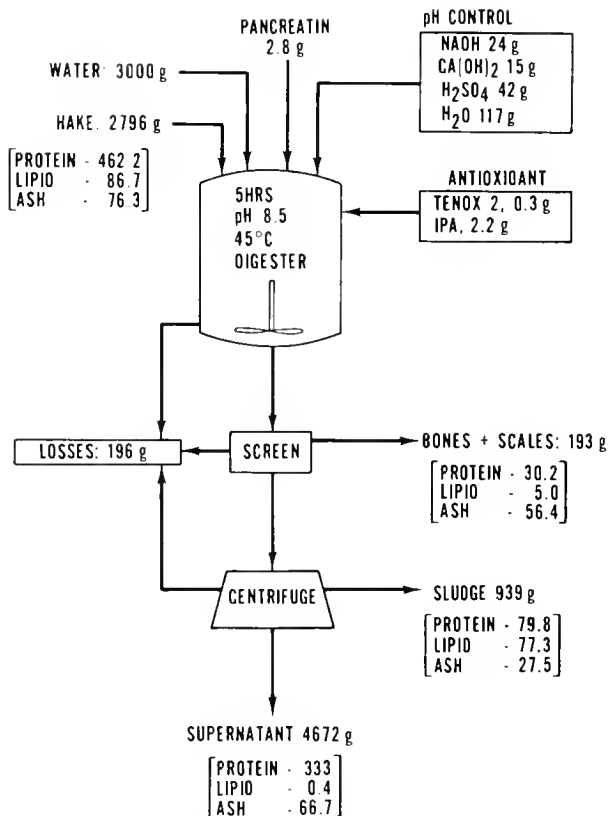 PANCREATIN
2.8 g
pH CONTROL
NAOH 24 g
CA(OH)2 15 g
H2SO4 42 g
H2O 117 g
WATER: 3000 g
HAKE. 2796 g
PROTEIN - 462 2
LIPIO - 86.7
ASH - 76.3
ANTIOXIDANT
TENOX 2, 0.3 g
IPA, 2.2 g
5HRS
pH 8.5
45°C
OIGESTER
LOSSES: 196 g
SCREEN
BONES + SCALES: 193 g
PROTEIN - 30.2
LIPIO - 5.0
ASH - 56.4
CENTRIFUGE
SLUDGE 939 g
PROTEIN - 79.8
LIPIO - 77.3
ASH - 27.5
SUPERNATANT 4672 g
PROTEIN - 333
LIPIO - 0.4
ASH - 66.7